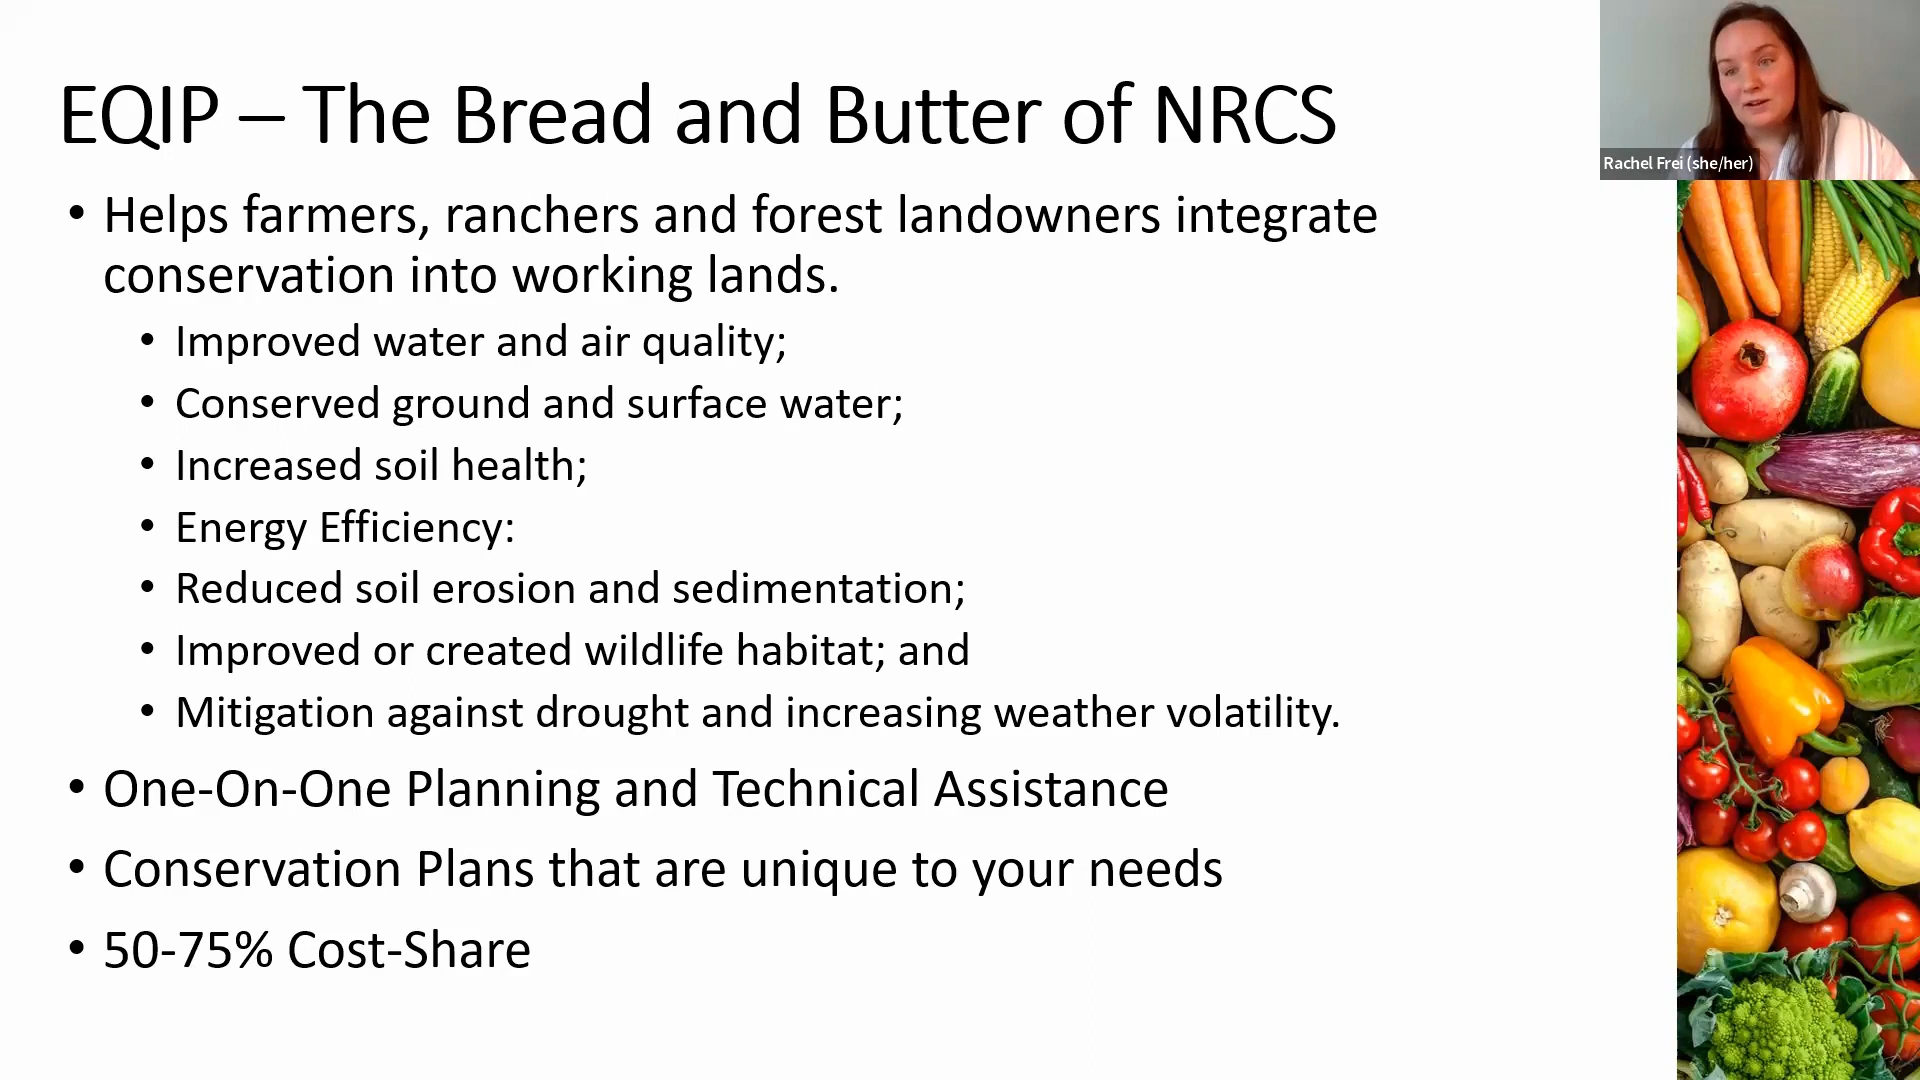 EQIP – The Bread and Butter of NRCS
Rachel Frei (she/her)
• Helps farmers, ranchers and forest landowners integrate
conservation into working lands.
• Improved water and air quality;
• Conserved ground and surface water;
• Increased soil health;
• Energy Efficiency:
• Reduced soil erosion and sedimentation;
• Improved or created wildlife habitat; and
• Mitigation against drought and increasing weather volatility.
• One-On-One Planning and Technical Assistance
• Conservation Plans that are unique to your needs
• 50-75% Cost-Share